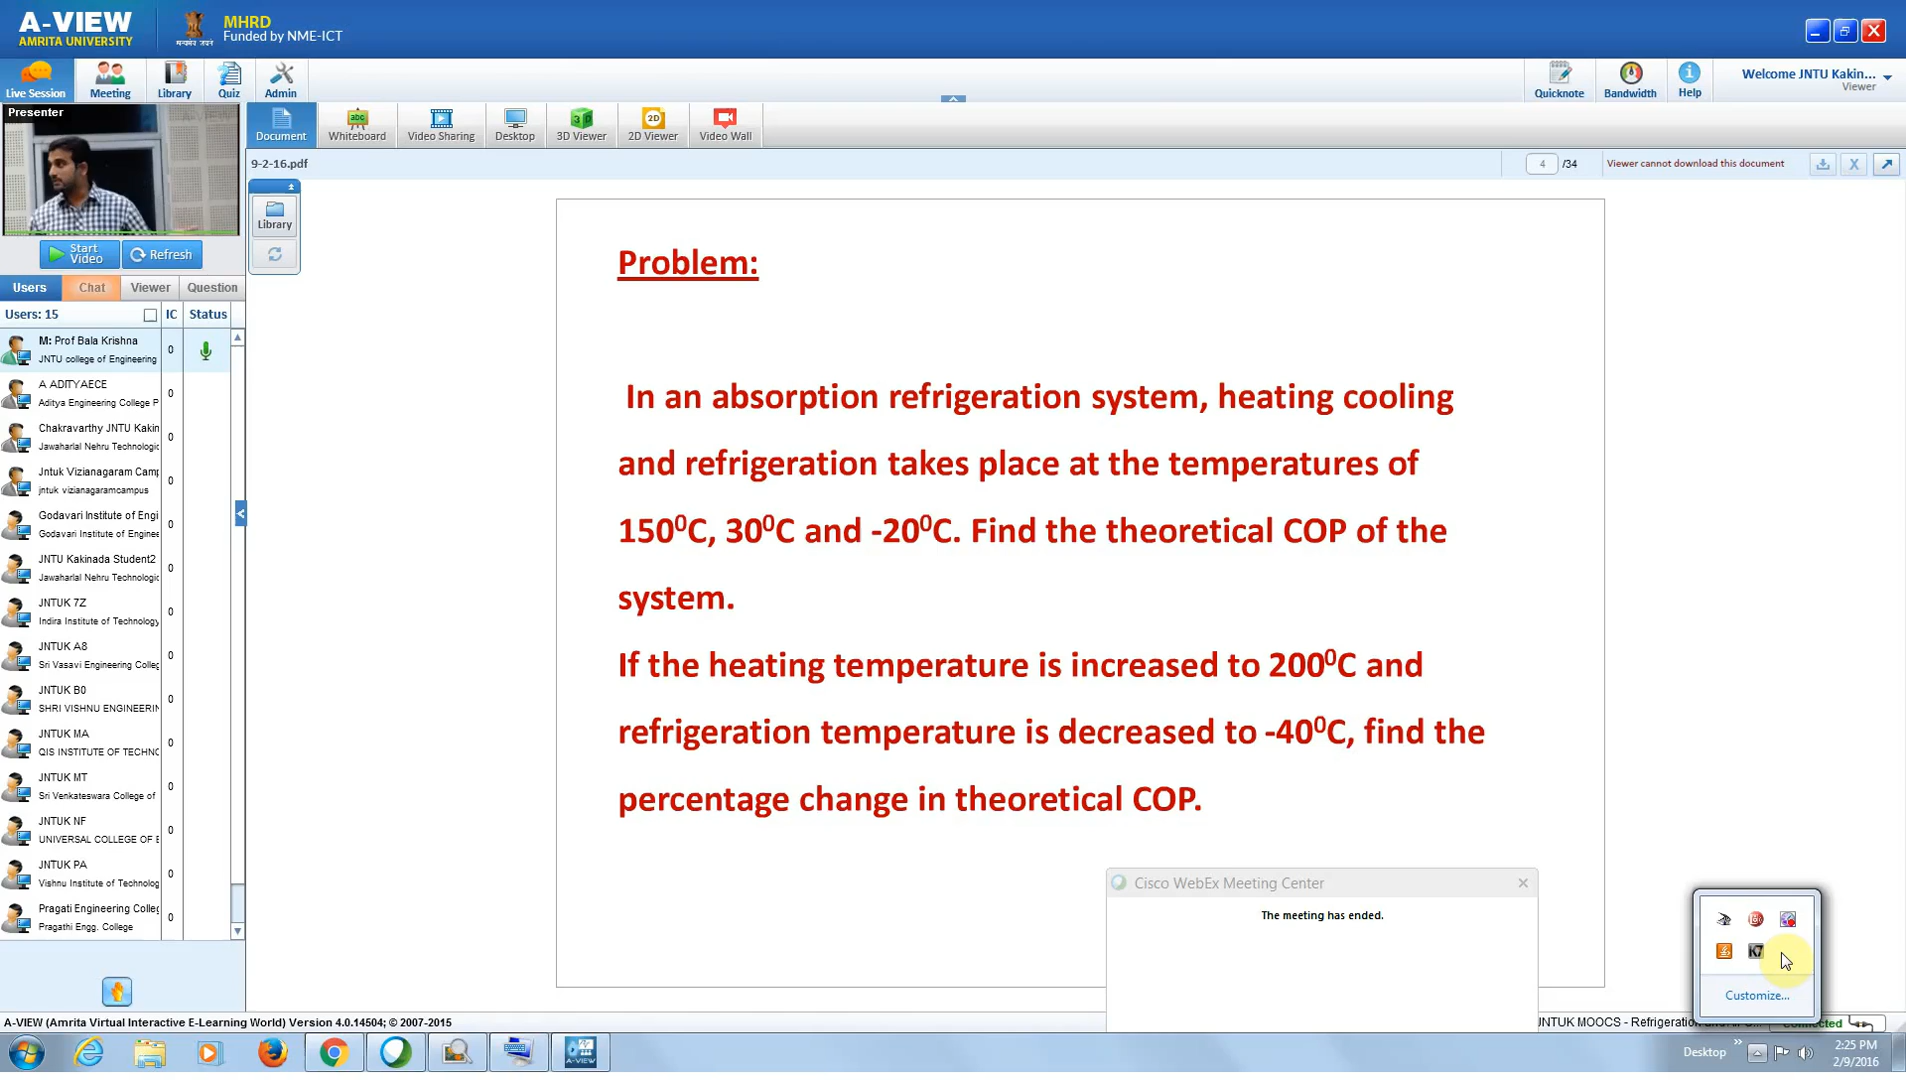 A-VIEW
AMRITA UNIVERSITY
सत्यमेव जयते
MHRD
Funded by NME-ICT
Live Session
Meeting
Library
Quiz
Admin
Quicknote
Bandwidth
Help
Welcome JNTU Kakin...
Viewer
Presenter
Document
Whiteboard
Video Sharing
Desktop
3D Viewer
2D Viewer
Video Wall
9-2-16.pdf
4 /34
Viewer cannot download this document
Library
Start Video
Refresh
Users Chat Viewer Question
Users: 15 IC Status
M: Prof Bala Krishna 0
JNTU college of Engineering
A ADITYAECE 0
Aditya Engineering College P
Chakravarthy JNTU Kakin 0
Jawaharlal Nehru Technologic
Jntuk Vizianagaram Camp 0
jntuk vizianagaramcampus
Godavari Institute of Engi 0
Godavari Institute of Enginee
JNTU Kakinada Student2 0
Jawaharlal Nehru Technologic
JNTUK 7Z 0
Indira Institute of Technology
JNTUK A8 0
Sri Vasavi Engineering Colleg
JNTUK B0 0
SHRI VISHNU ENGINEERIN
JNTUK MA 0
QIS INSTITUTE OF TECHNO
JNTUK MT 0
Sri Venkateswara College of
JNTUK NF 0
UNIVERSAL COLLEGE OF E
JNTUK PA 0
Vishnu Institute of Technolog
Pragati Engineering Colleg 0
Pragathi Engg. College
Problem:
In an absorption refrigeration system, heating cooling
and refrigeration takes place at the temperatures of
150⁰C, 30⁰C and -20⁰C. Find the theoretical COP of the
system.
If the heating temperature is increased to 200⁰C and
refrigeration temperature is decreased to -40⁰C, find the
percentage change in theoretical COP.
Cisco WebEx Meeting Center
The meeting has ended.
Customize...
A-VIEW (Amrita Virtual Interactive E-Learning World) Version 4.0.14504; © 2007-2015
JNTUK MOOCS - Refrigeration
Connected
A-VIEW
Desktop
2:25 PM
2/9/2016